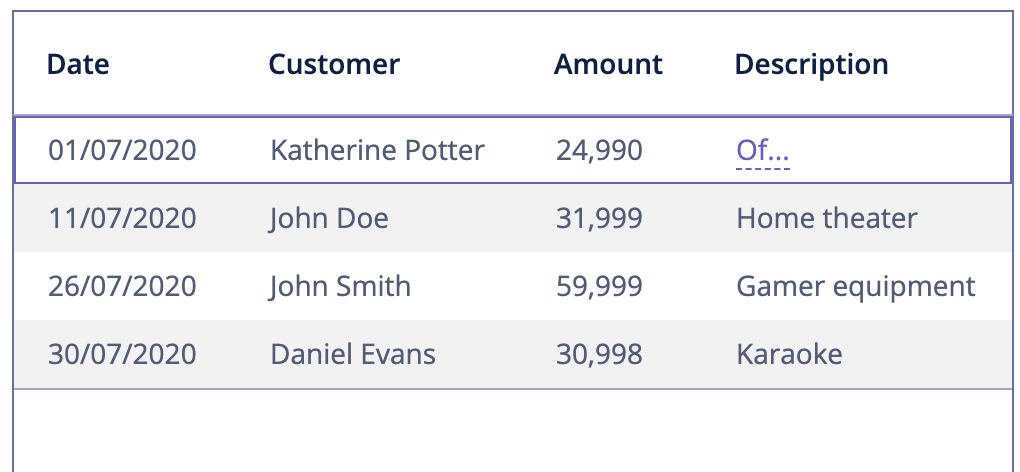 Date Customer Amount Description
01/07/2020 Katherine Potter 24,990 Of...
11/07/2020 John Doe 31,999 Home theater
26/07/2020 John Smith 59,999 Gamer equipment
30/07/2020 Daniel Evans 30,998 Karaoke